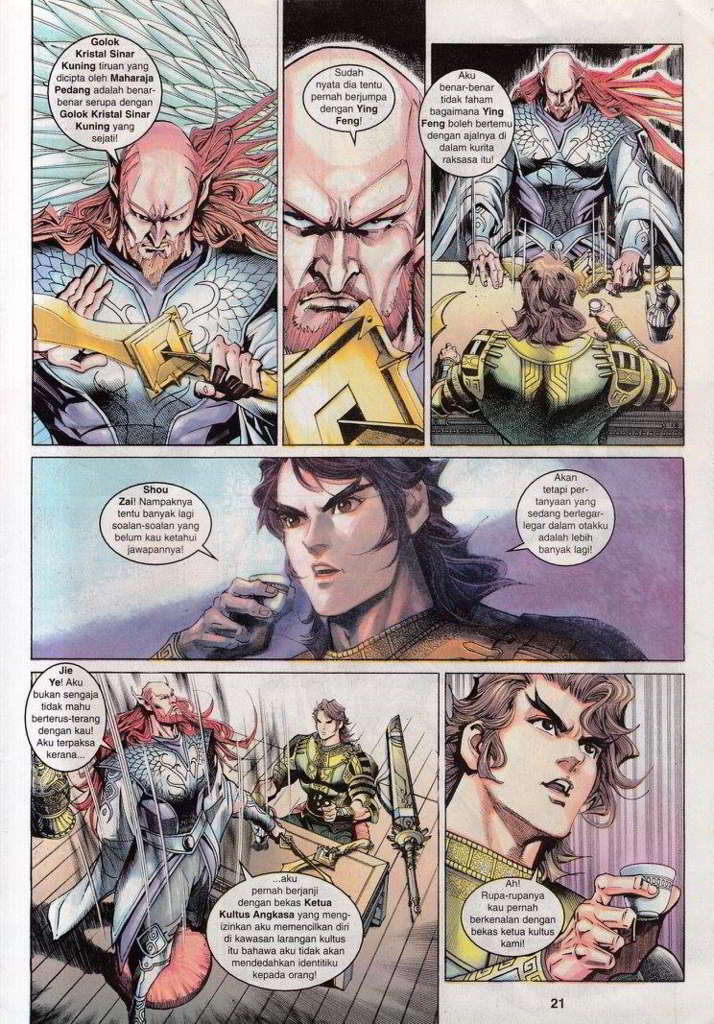 Golok
Kristal Sinar
Kuning tiruan yang
dicipta oleh Maharaja
Pedang adalah benar-
benar serupa dengan
Golok Kristal Sinar
Kuning yang
sejati!
Sudah
nyata dia tentu
pernah berjumpa
dengan Ying
Feng!
Aku
benar-benar
tidak faham
bagaimana Ying
Feng boleh bertemu
dengan ajalnya di
dalam kurita
raksasa itu!
Shou
Zai! Nampaknya
tentu banyak lagi
soalan-soalan yang
belum kau ketahui
jawapannya!
Akan
tetapi per-
tanyaan yang
sedang berlegar-
legar dalam otakku
adalah lebih
banyak lagi!
Jie
Ye! Aku
bukan sengaja
tidak mahu
berterus-terang
dengan kau!
Aku terpaksa
kerana...
...aku
pernah berjanji
dengan bekas Ketua
Kultus Angkasa yang meng-
izinkan aku memencilkan diri
di kawasan larangan kultus
itu bahawa aku tidak akan
mendedahkan identitiku
kepada orang!
Ah!
Rupa-rupanya
kau pernah
berkenalan dengan
bekas ketua kultus
kami!
21